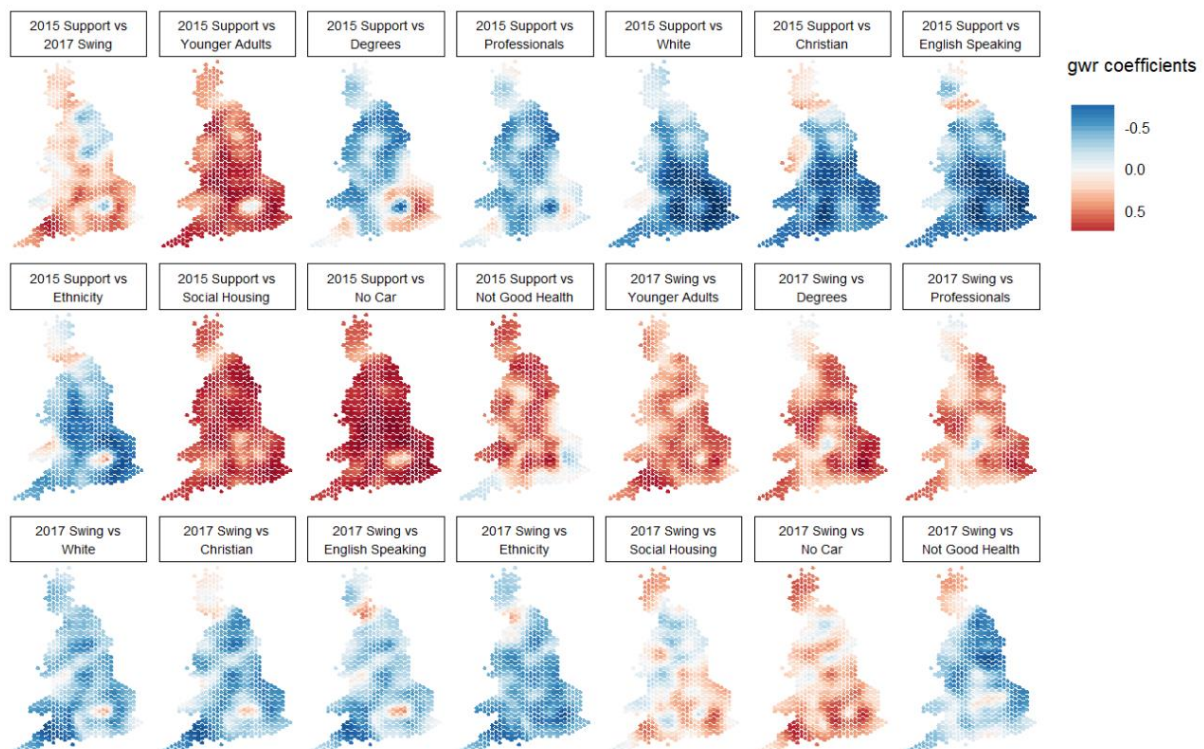 2015 Support vs
2017 Swing
2015 Support vs
Younger Adults
2015 Support vs
Degrees
2015 Support vs
Professionals
2015 Support vs
White
2015 Support vs
Christian
2015 Support vs
English Speaking
gwr coefficients
-0.5
0.0
0.5
2015 Support vs
Ethnicity
2015 Support vs
Social Housing
2015 Support vs
No Car
2015 Support vs
Not Good Health
2017 Swing vs
Younger Adults
2017 Swing vs
Degrees
2017 Swing vs
Professionals
2017 Swing vs
White
2017 Swing vs
Christian
2017 Swing vs
English Speaking
2017 Swing vs
Ethnicity
2017 Swing vs
Social Housing
2017 Swing vs
No Car
2017 Swing vs
Not Good Health